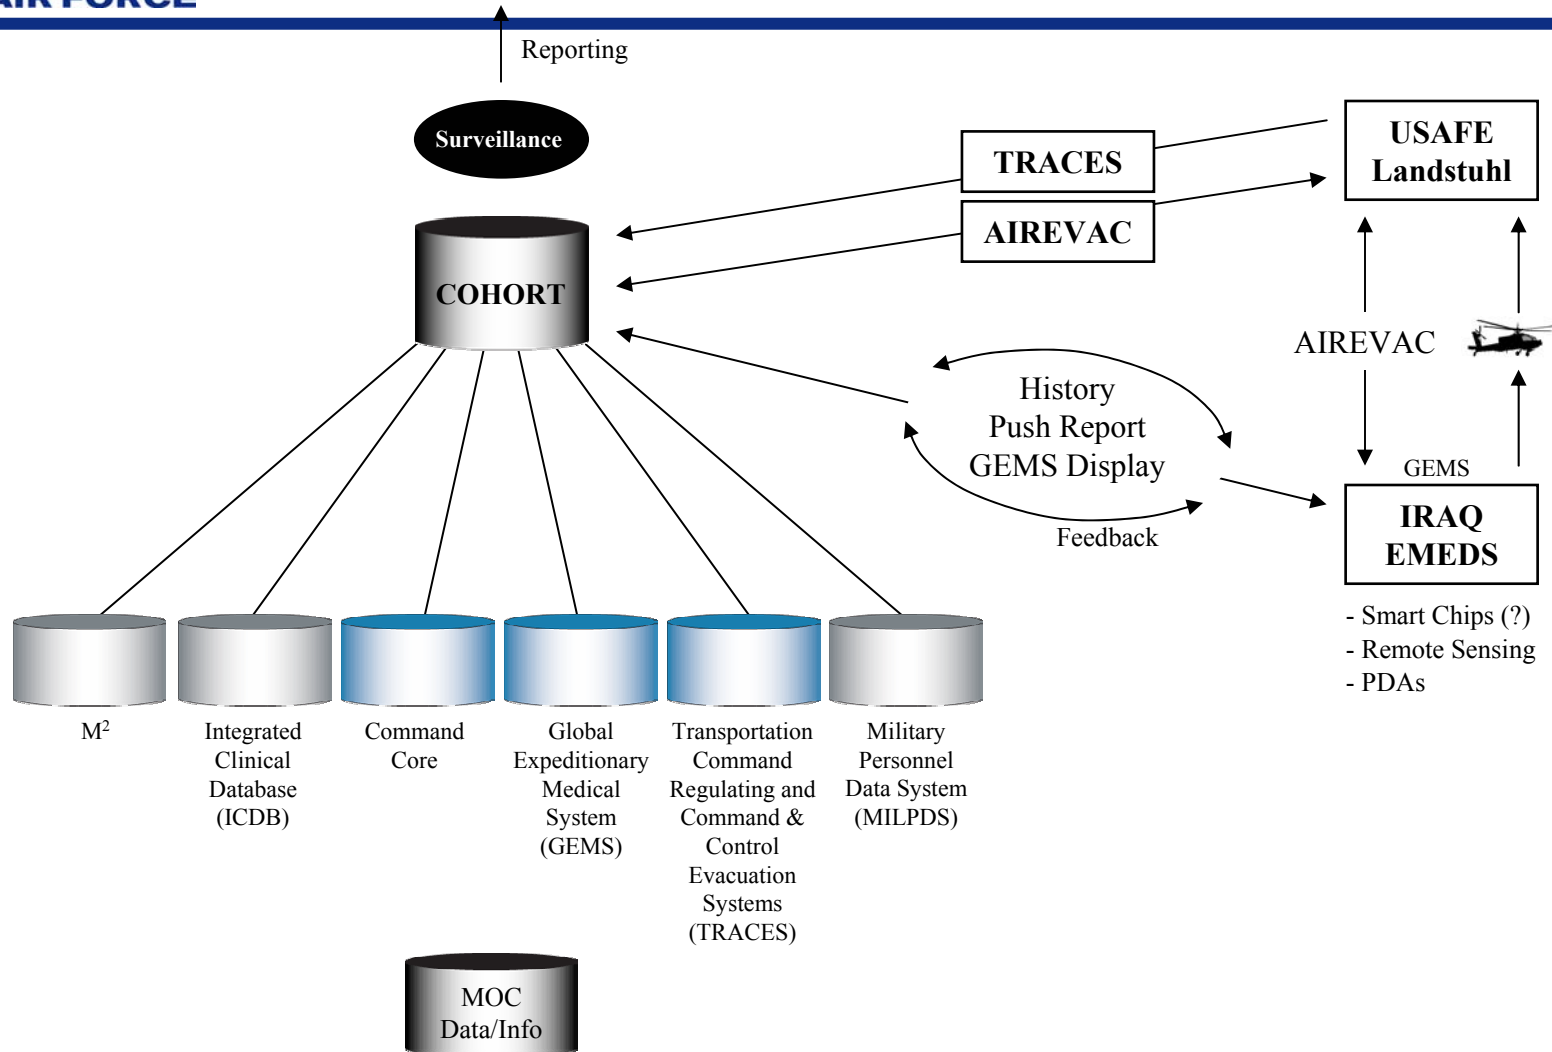 AIR FORCE
Reporting
Surveillance
COHORT
TRACES
AIREVAC
USAFE
Landstuhl
AIREVAC
History
Push Report
GEMS Display
Feedback
GEMS
IRAQ
EMEDS
- Smart Chips (?)
- Remote Sensing
- PDAs
M²
Integrated
Clinical
Database
(ICDB)
Command
Core
Global
Expeditionary
Medical
System
(GEMS)
Transportation
Command
Regulating and
Command &
Control
Evacuation
Systems
(TRACES)
Military
Personnel
Data System
(MILPDS)
MOC
Data/Info